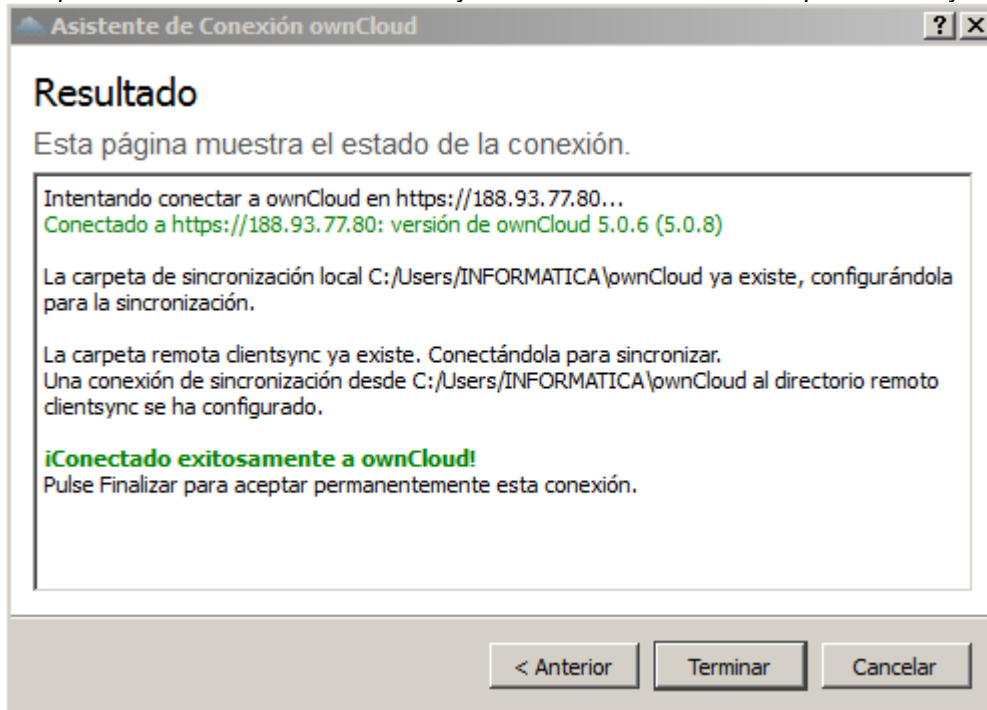 Asistente de Conexión ownCloud
Resultado
Esta página muestra el estado de la conexión.
Intentando conectar a ownCloud en https://188.93.77.80...
Conectado a https://188.93.77.80: versión de ownCloud 5.0.6 (5.0.8)
La carpeta de sincronización local C:/Users/INFORMATICA\ownCloud ya existe, configurándola
para la sincronización.
La carpeta remota clientsync ya existe. Conectándola para sincronizar.
Una conexión de sincronización desde C:/Users/INFORMATICA\ownCloud al directorio remoto
clientsync se ha configurado.
¡Conectado exitosamente a ownCloud!
Pulse Finalizar para aceptar permanentemente esta conexión.
< Anterior Terminar Cancelar